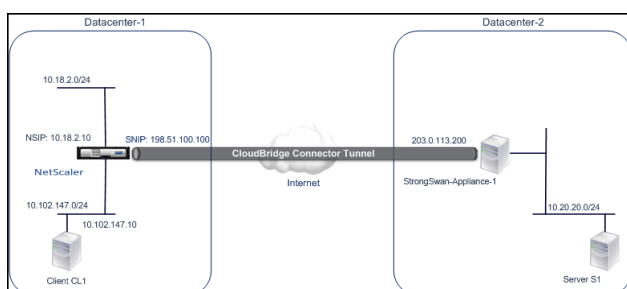 Datacenter-1
Datacenter-2
10.18.2.0/24
NSIP: 10.18.2.10
SNIP: 198.51.100.100
203.0.113.200
CloudBridge Connector Tunnel
NetScaler
Internet
StrongSwan-Appliance-1
10.102.147.0/24
10.20.20.0/24
10.102.147.10
Client CL1
Server S1